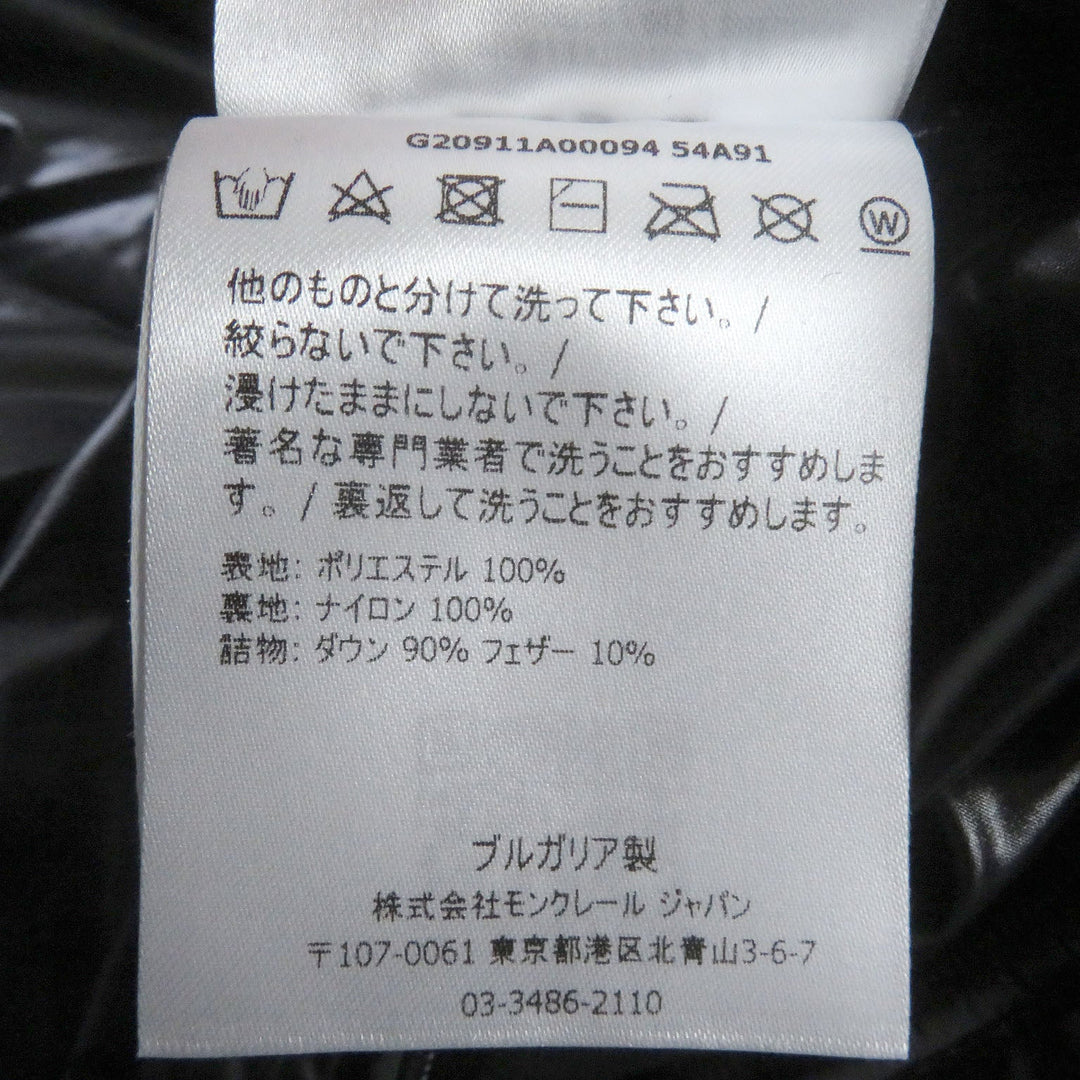 G20911A00094 54A91
W
他のものと分けて洗って下さい。/
絞らないで下さい。/
浸けたままにしないで下さい。/
著名な専門業者で洗うことをおすすめしま
す。/ 裏返して洗うことをおすすめします。
表地: ポリエステル 100%
裏地: ナイロン 100%
詰物: ダウン 90% フェザー 10%
ブルガリア製
株式会社モンクレール ジャパン
〒107-0061 東京都港区北青山3-6-7
03-3486-2110